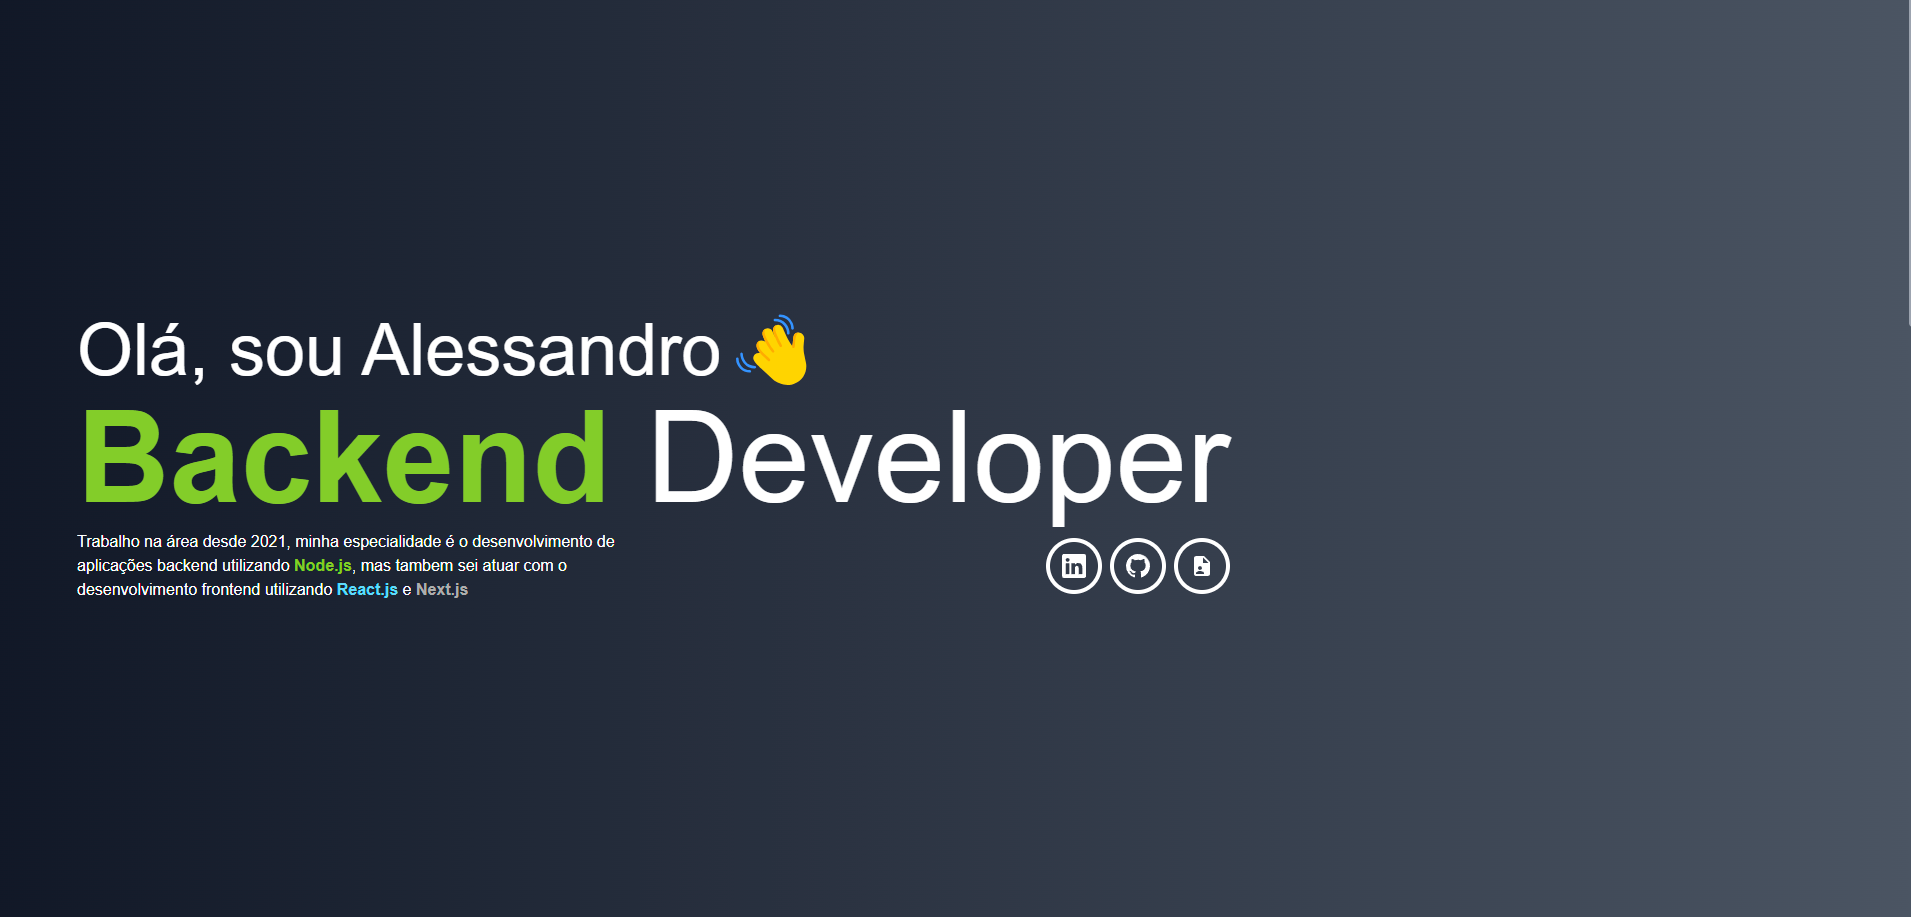 Olá, sou Alessandro
Backend Developer
Trabalho na área desde 2021, minha especialidade é o desenvolvimento de
aplicações backend utilizando Node.js, mas tambem sei atuar com o
desenvolvimento frontend utilizando React.js e Next.js
in